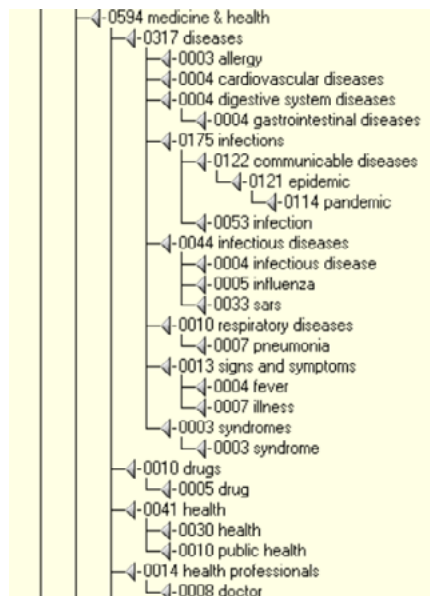 0594 medicine & health
0317 diseases
0003 allergy
0004 cardiovascular diseases
0004 digestive system diseases
0004 gastrointestinal diseases
0175 infections
0122 communicable diseases
0121 epidemic
0114 pandemic
0053 infection
0044 infectious diseases
0004 infectious disease
0005 influenza
0033 sars
0010 respiratory diseases
0007 pneumonia
0013 signs and symptoms
0004 fever
0007 illness
0003 syndromes
0003 syndrome
0010 drugs
0005 drug
0041 health
0030 health
0010 public health
0014 health professionals
0008 doctor